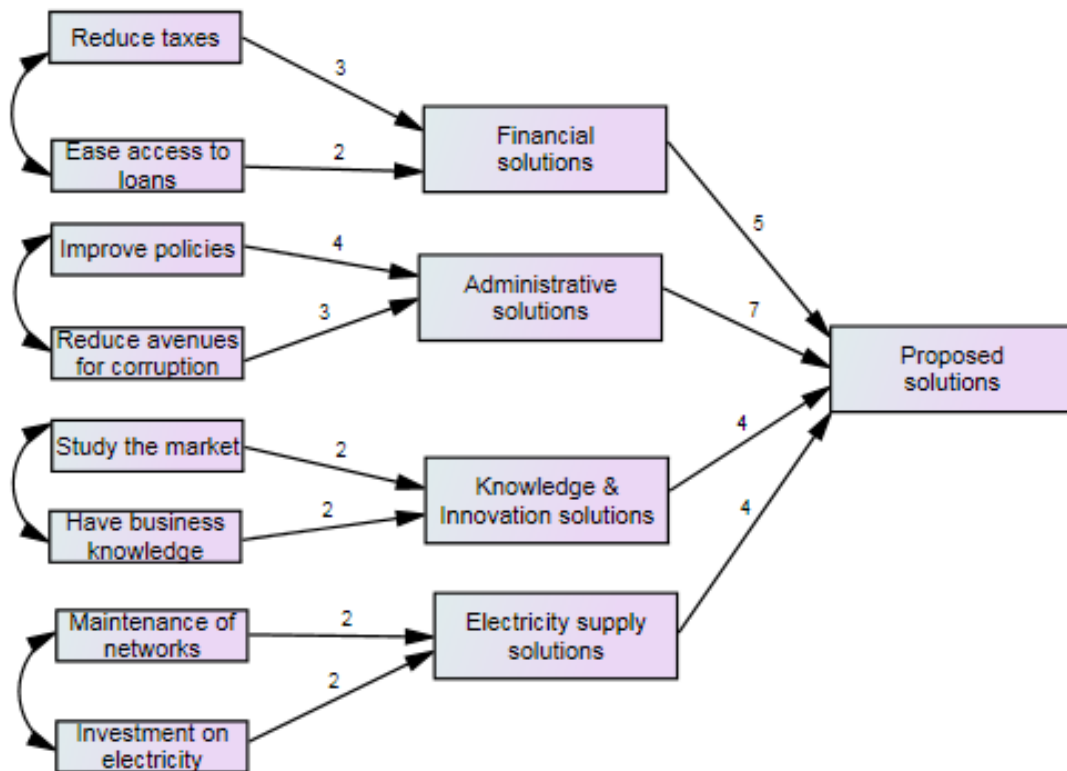 Reduce taxes
3
Financial
solutions
Ease access to
loans
2
5
Improve policies
4
Administrative
solutions
3
7
Reduce avenues
for corruption
Proposed
solutions
Study the market
2
4
Knowledge &
Innovation solutions
2
Have business
knowledge
4
Maintenance of
networks
2
Electricity supply
solutions
2
Investment on
electricity